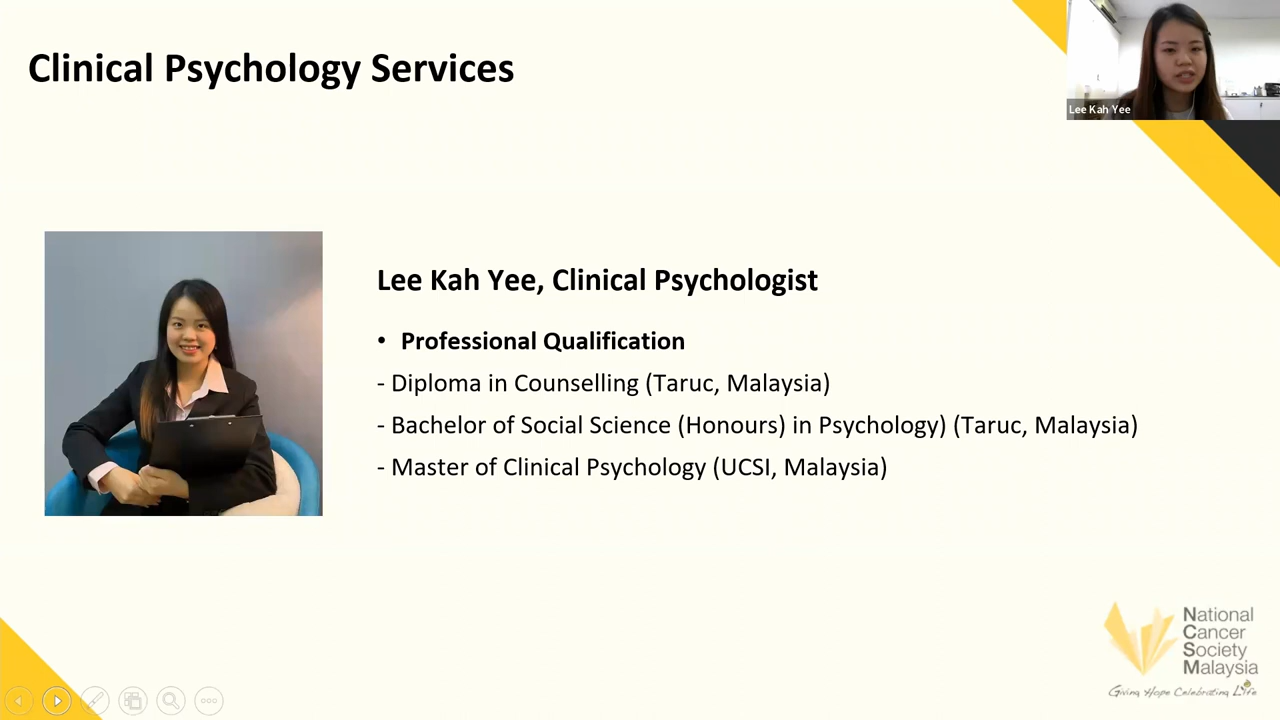 Clinical Psychology Services
Lee Kah Yee
Lee Kah Yee, Clinical Psychologist
• Professional Qualification
- Diploma in Counselling (Taruc, Malaysia)
- Bachelor of Social Science (Honours) in Psychology) (Taruc, Malaysia)
- Master of Clinical Psychology (UCSI, Malaysia)
National
Cancer
Society
Malaysia
Giving Hope Celebrating Life